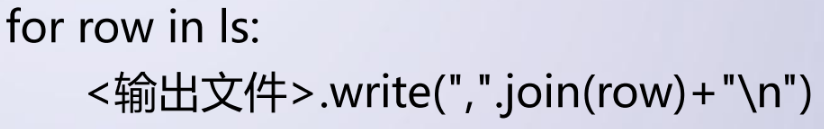 for row in ls:
<输出文件>.write(",".join(row)+"\n")